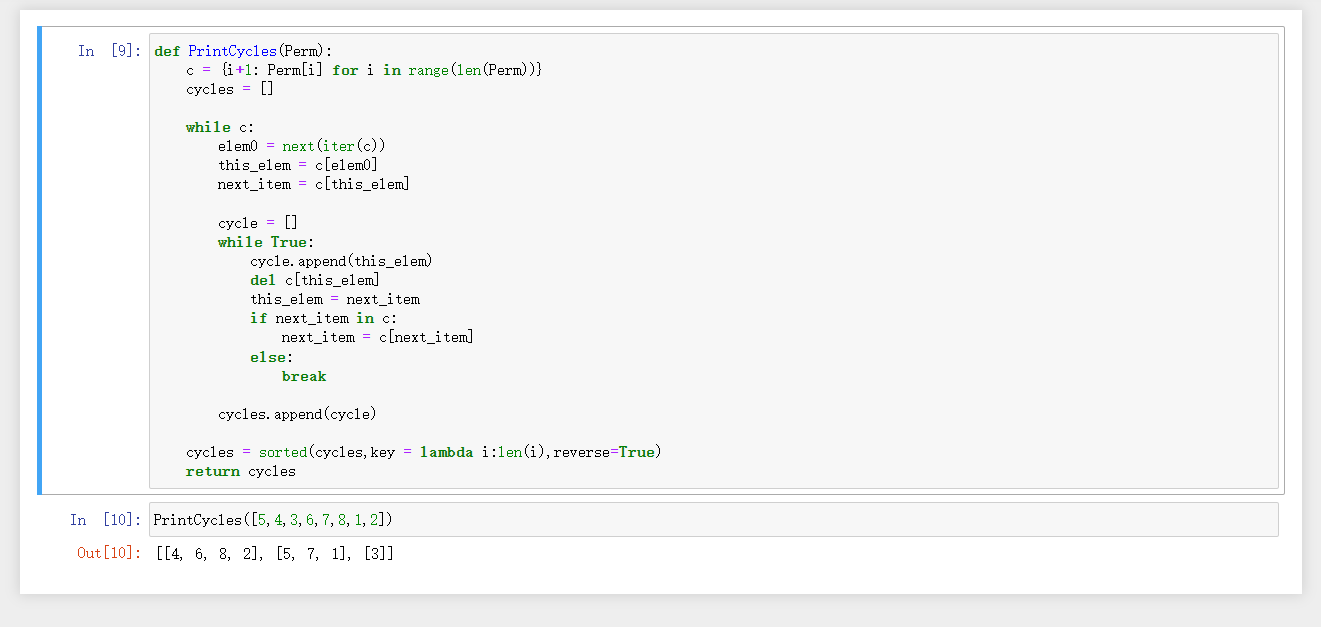 In [9]: def PrintCycles(Perm):
    c = {i+1: Perm[i] for i in range(len(Perm))}
    cycles = []

    while c:
        elem0 = next(iter(c))
        this_elem = c[elem0]
        next_item = c[this_elem]

        cycle = []
        while True:
            cycle.append(this_elem)
            del c[this_elem]
            this_elem = next_item
            if next_item in c:
                next_item = c[next_item]
            else:
                break

        cycles.append(cycle)

    cycles = sorted(cycles,key = lambda i:len(i),reverse=True)
    return cycles
In [10]: PrintCycles([5,4,3,6,7,8,1,2])
Out[10]: [[4, 6, 8, 2], [5, 7, 1], [3]]